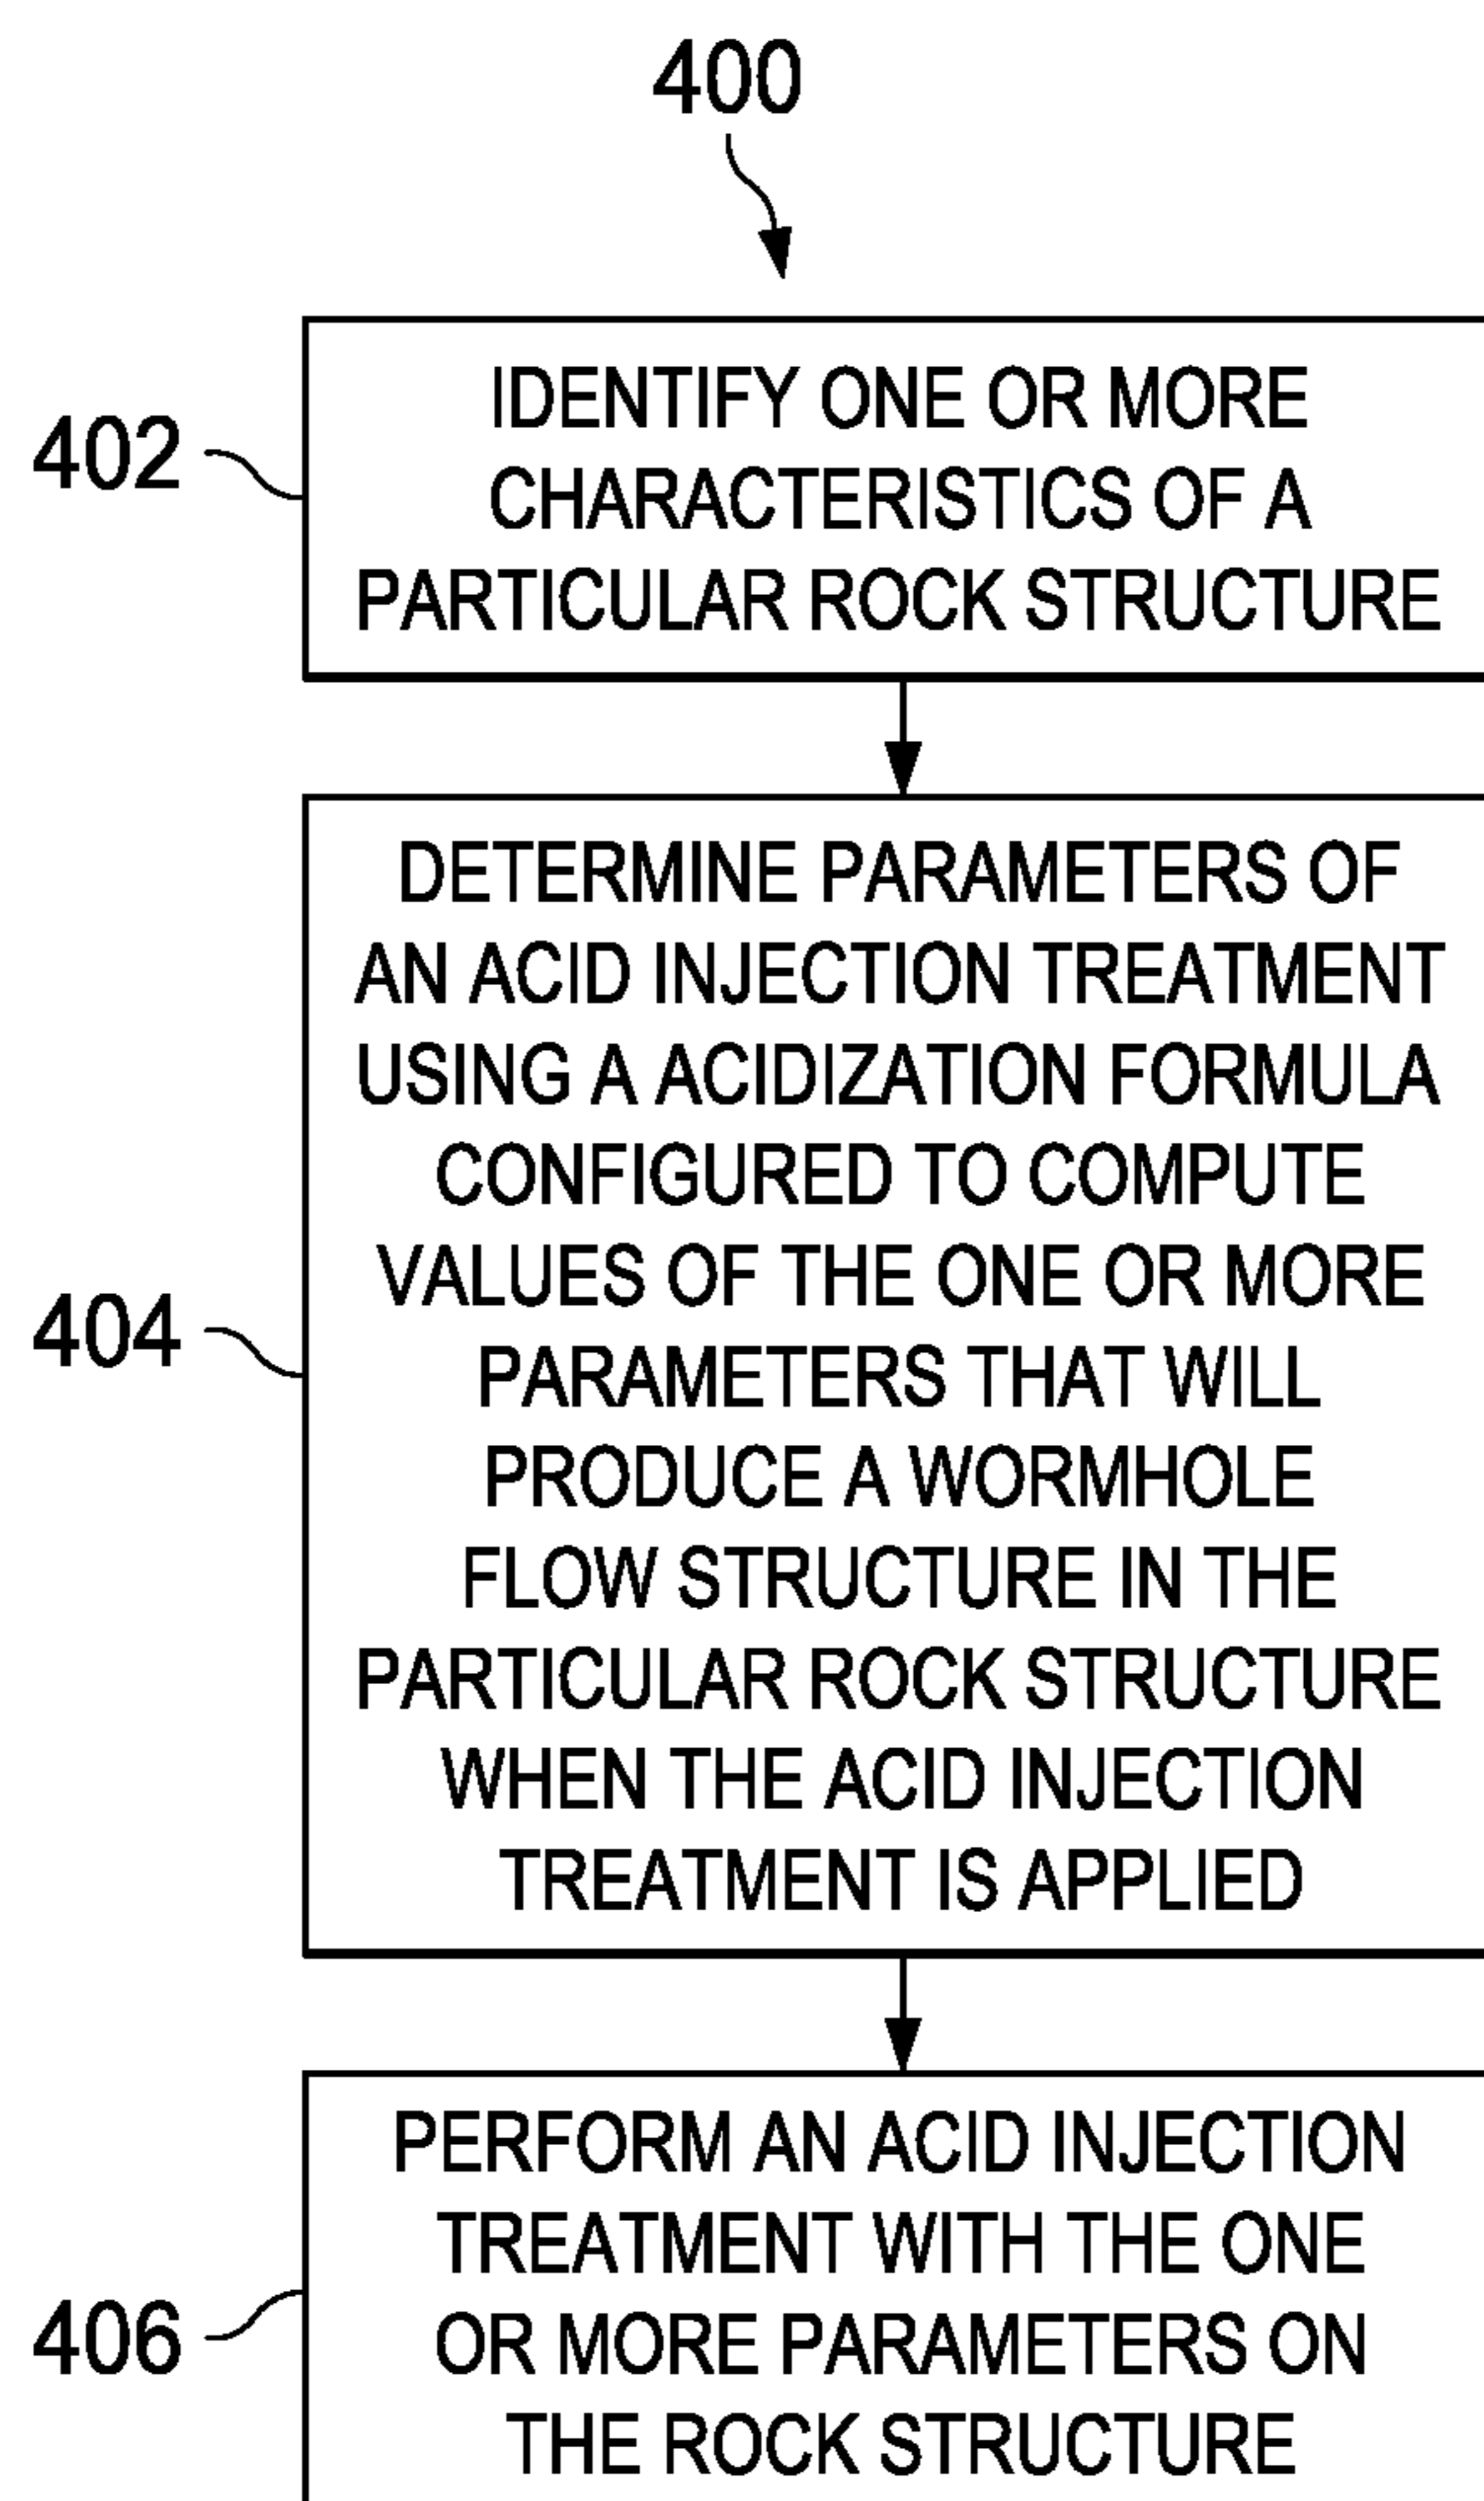 400
402
IDENTIFY ONE OR MORE
CHARACTERISTICS OF A
PARTICULAR ROCK STRUCTURE
404
DETERMINE PARAMETERS OF
AN ACID INJECTION TREATMENT
USING A ACIDIZATION FORMULA
CONFIGURED TO COMPUTE
VALUES OF THE ONE OR MORE
PARAMETERS THAT WILL
PRODUCE A WORMHOLE
FLOW STRUCTURE IN THE
PARTICULAR ROCK STRUCTURE
WHEN THE ACID INJECTION
TREATMENT IS APPLIED
406
PERFORM AN ACID INJECTION
TREATMENT WITH THE ONE
OR MORE PARAMETERS ON
THE ROCK STRUCTURE